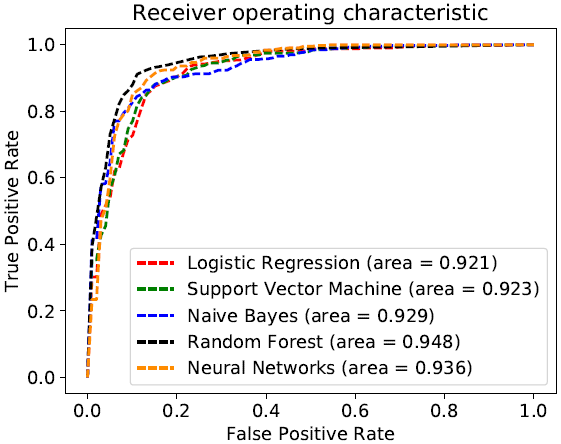 Receiver operating characteristic
True Positive Rate
1.0
0.8
0.6
0.4
0.2
0.0
Logistic Regression (area = 0.921)
Support Vector Machine (area = 0.923)
Naive Bayes (area = 0.929)
Random Forest (area = 0.948)
Neural Networks (area = 0.936)
0.0 0.2 0.4 0.6 0.8 1.0
False Positive Rate